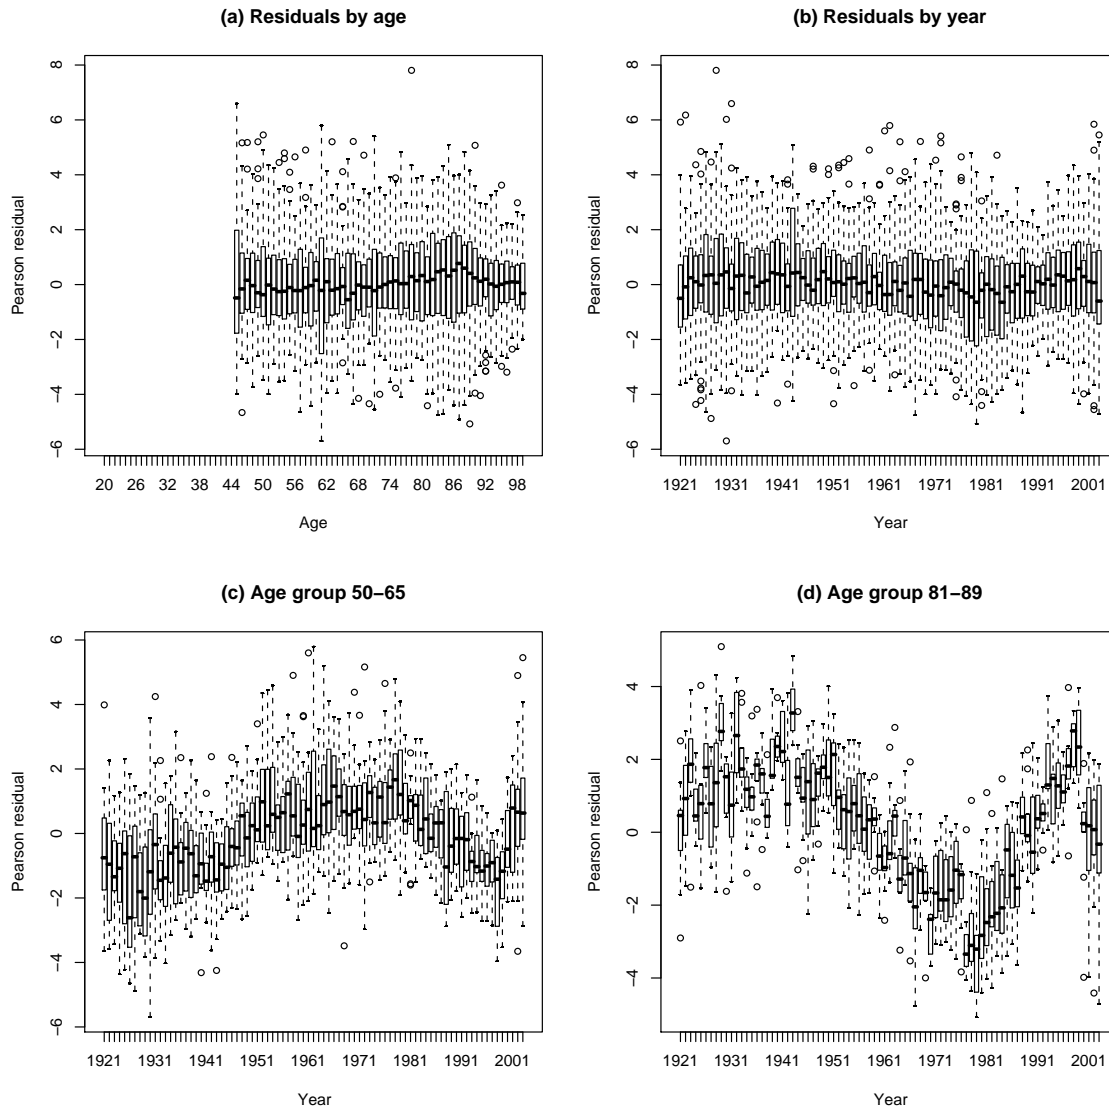 (a) Residuals by age
Pearson residual
8
6
4
2
0
−2
−4
−6
20 26 32 38 44 50 56 62 68 74 80 86 92 98
Age
(b) Residuals by year
Pearson residual
8
6
4
2
0
−2
−4
−6
1921 1931 1941 1951 1961 1971 1981 1991 2001
Year
(c) Age group 50−65
Pearson residual
6
4
2
0
−2
−4
−6
1921 1931 1941 1951 1961 1971 1981 1991 2001
Year
(d) Age group 81−89
Pearson residual
4
2
0
−2
−4
1921 1931 1941 1951 1961 1971 1981 1991 2001
Year